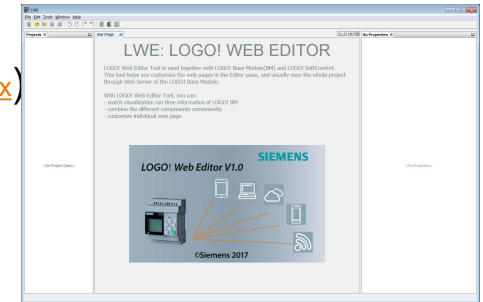 LWE
File Edit Tools Window Help
Projects
Start Page
No Properties
LWE: LOGO! WEB EDITOR
LOGO! Web Editor Tool is used together with LOGO! Base Module(BM) and LOGO! SoftComfort.
This tool helps you customize the web pages in the Editor pane, and visually view the whole project
through Web Server of the LOGO! Base Module.
With LOGO! Web Editor Tool, you can:
- watch visualization run time information of LOGO! BM
- combine the different components conveniently
- customize individual web page
x)
<No Project Open>
<No Properties>
SIEMENS
LOGO! Web Editor V1.0
©Siemens 2017